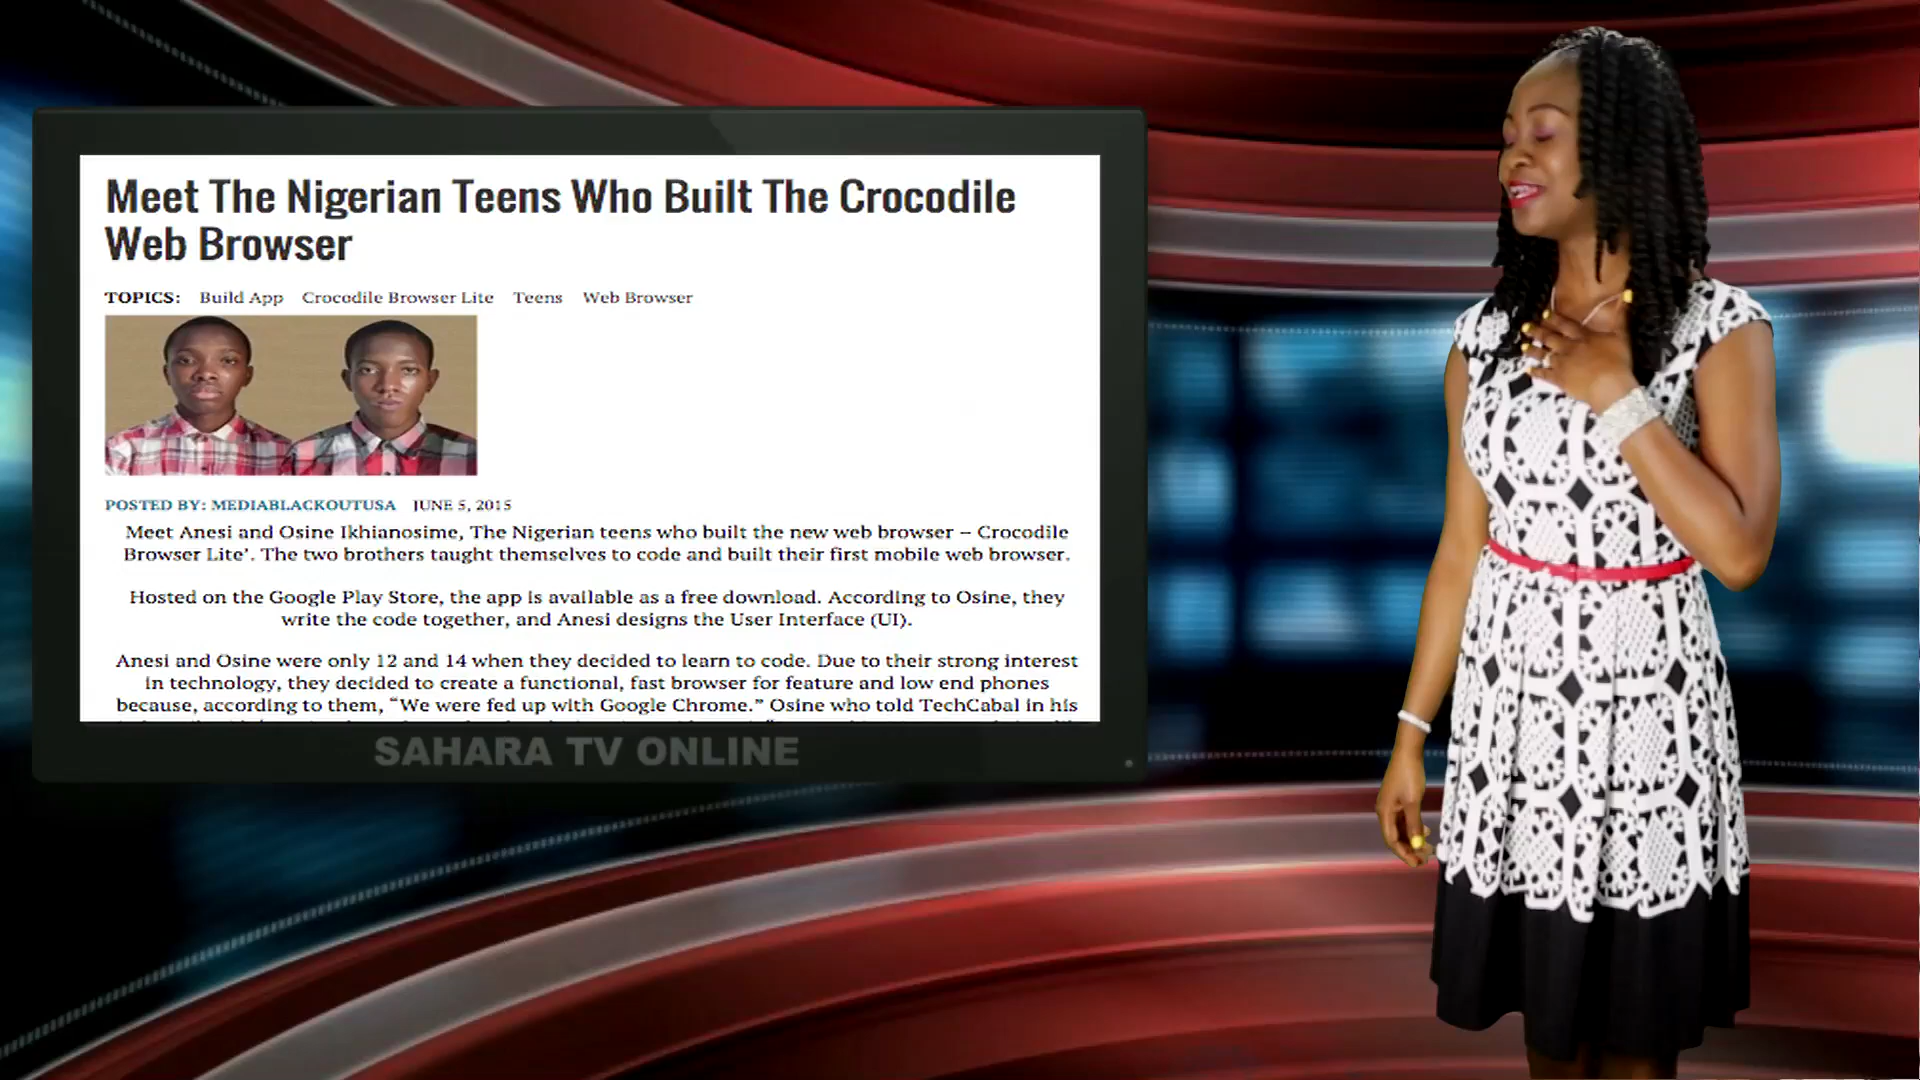 Meet The Nigerian Teens Who Built The Crocodile
Web Browser
TOPICS: Build App Crocodile Browser Lite Teens Web Browser
POSTED BY: MEDIABLACKOUTUSA JUNE 5, 2015
Meet Anesi and Osine Ikhianosime, The Nigerian teens who built the new web browser – Crocodile
Browser Lite’. The two brothers taught themselves to code and built their first mobile web browser.
Hosted on the Google Play Store, the app is available as a free download. According to Osine, they
write the code together, and Anesi designs the User Interface (UI).
Anesi and Osine were only 12 and 14 when they decided to learn to code. Due to their strong interest
in technology, they decided to create a functional, fast browser for feature and low end phones
because, according to them, “We were fed up with Google Chrome.” Osine who told TechCabal in his
SAHARA TV ONLINE